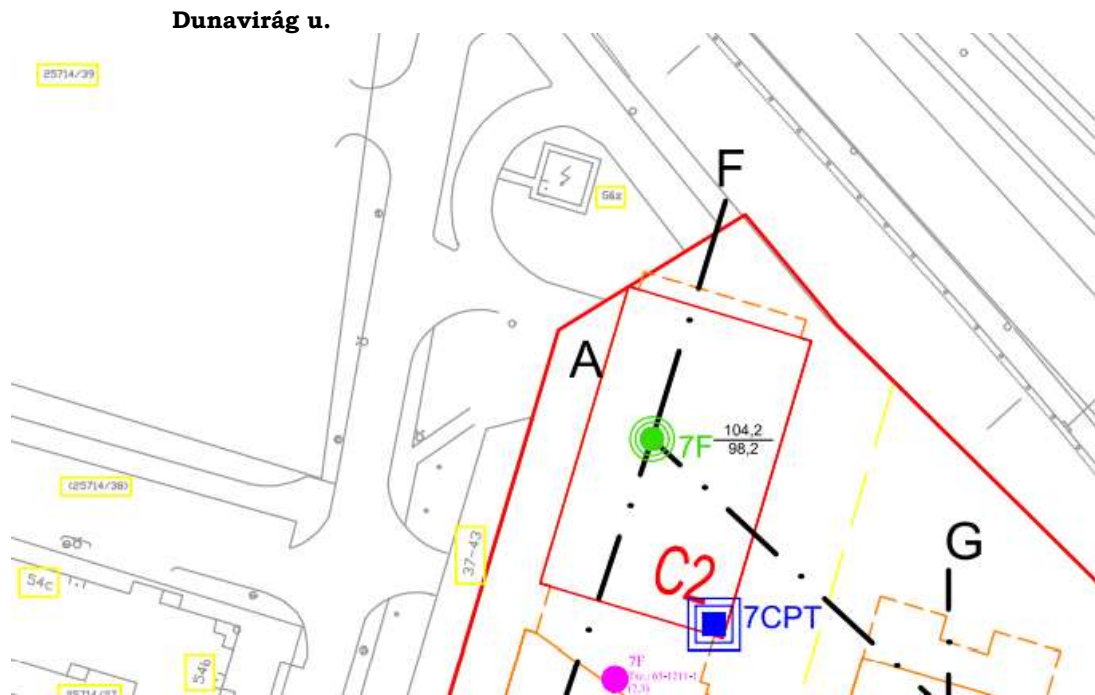 Dunavirág u.
25714/39
F
56z
A
7F
104,2
98,2
(25714/38)
37-43
G
54c
C2
7CPT
54b
7F